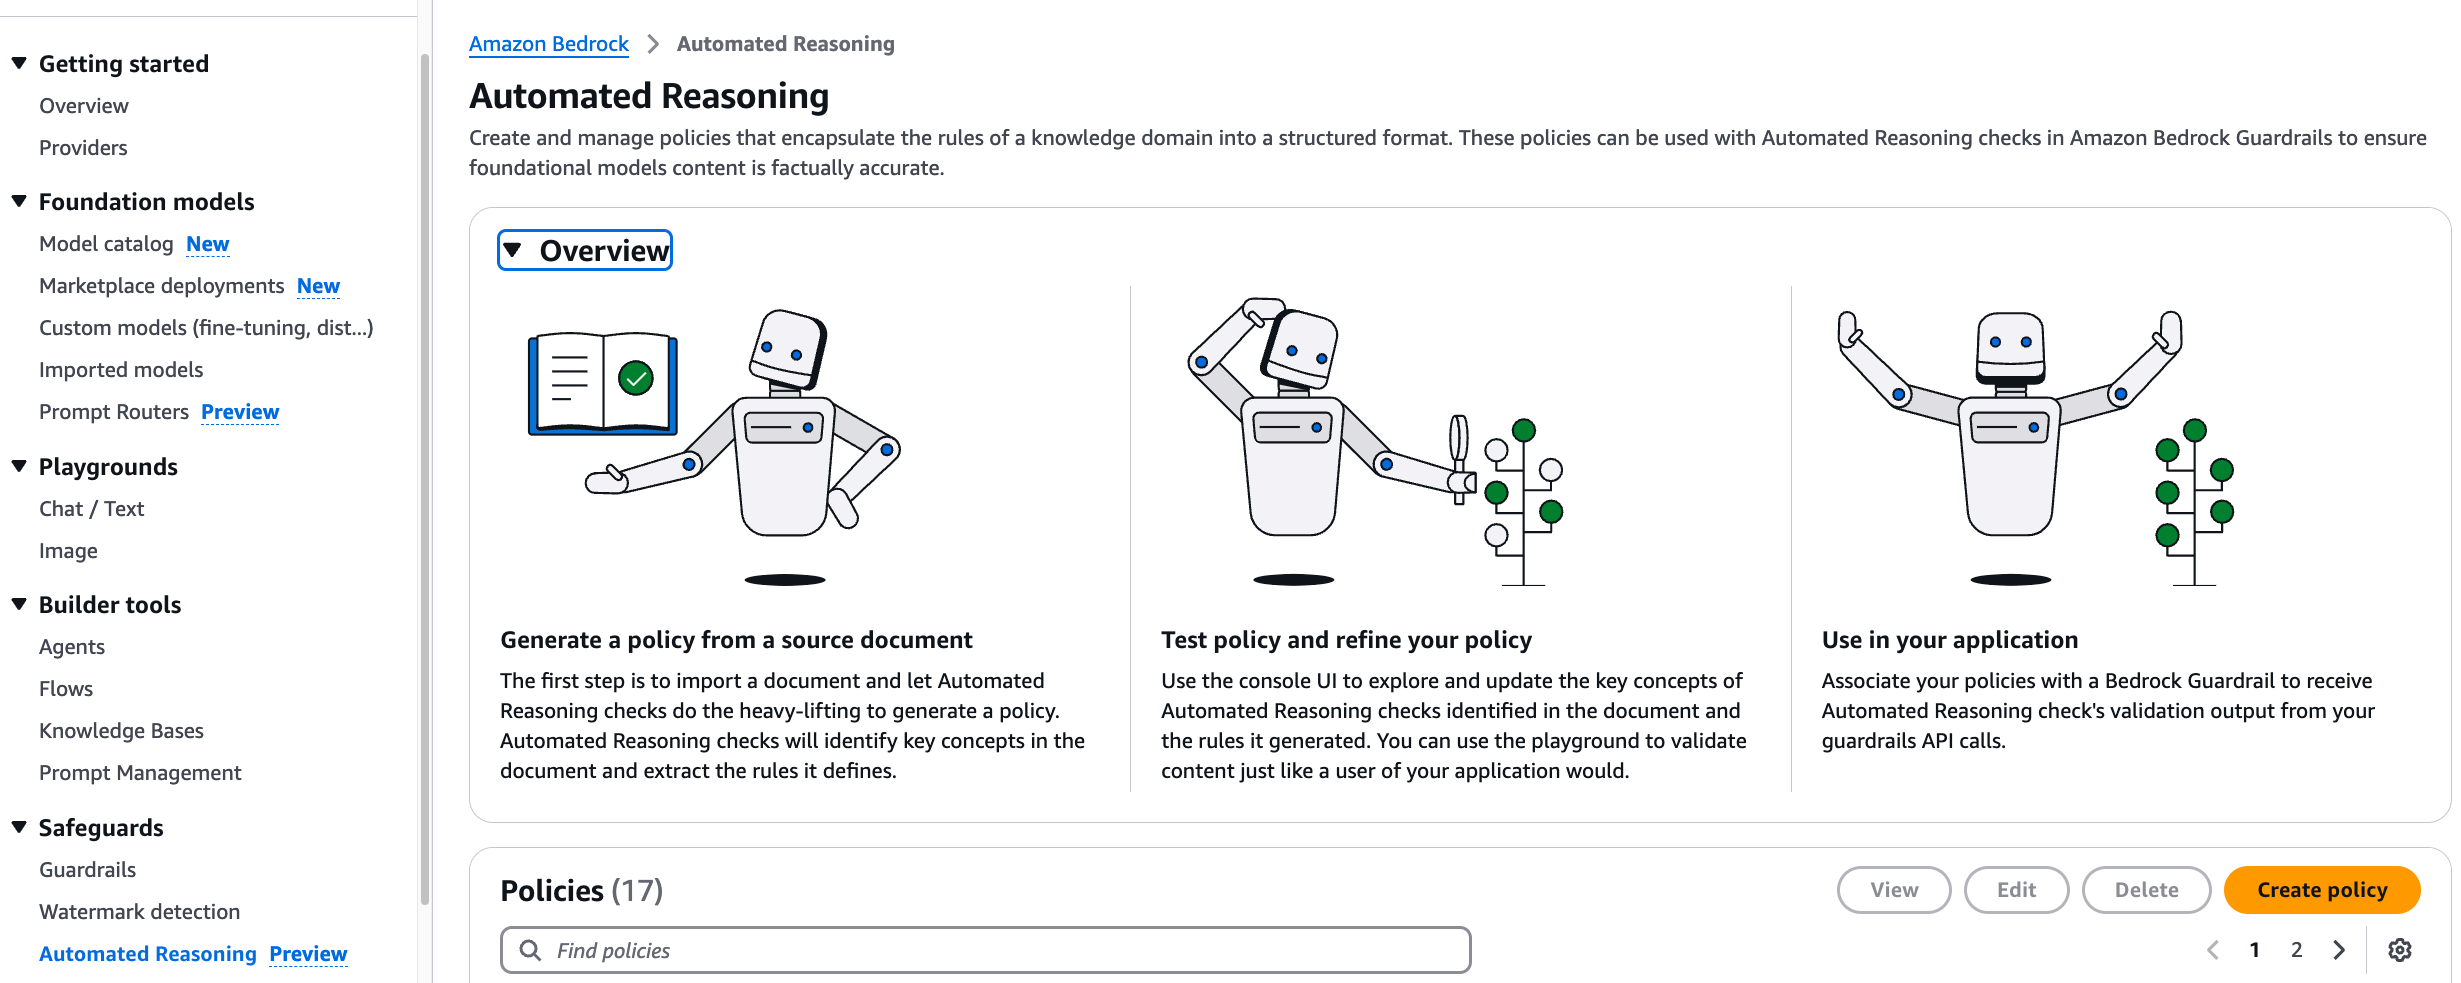 Getting started
Overview
Providers
Foundation models
Model catalog New
Marketplace deployments New
Custom models (fine-tuning, dist...)
Imported models
Prompt Routers Preview
Playgrounds
Chat / Text
Image
Builder tools
Agents
Flows
Knowledge Bases
Prompt Management
Safeguards
Guardrails
Watermark detection
Automated Reasoning Preview
Amazon Bedrock > Automated Reasoning
Automated Reasoning
Create and manage policies that encapsulate the rules of a knowledge domain into a structured format. These policies can be used with Automated Reasoning checks in Amazon Bedrock Guardrails to ensure
foundational models content is factually accurate.
Overview
Generate a policy from a source document
The first step is to import a document and let Automated
Reasoning checks do the heavy-lifting to generate a policy.
Automated Reasoning checks will identify key concepts in the
document and extract the rules it defines.
Test policy and refine your policy
Use the console UI to explore and update the key concepts of
Automated Reasoning checks identified in the document and
the rules it generated. You can use the playground to validate
content just like a user of your application would.
Use in your application
Associate your policies with a Bedrock Guardrail to receive
Automated Reasoning check's validation output from your
guardrails API calls.
Policies (17)
View Edit Delete Create policy
Find policies
1 2